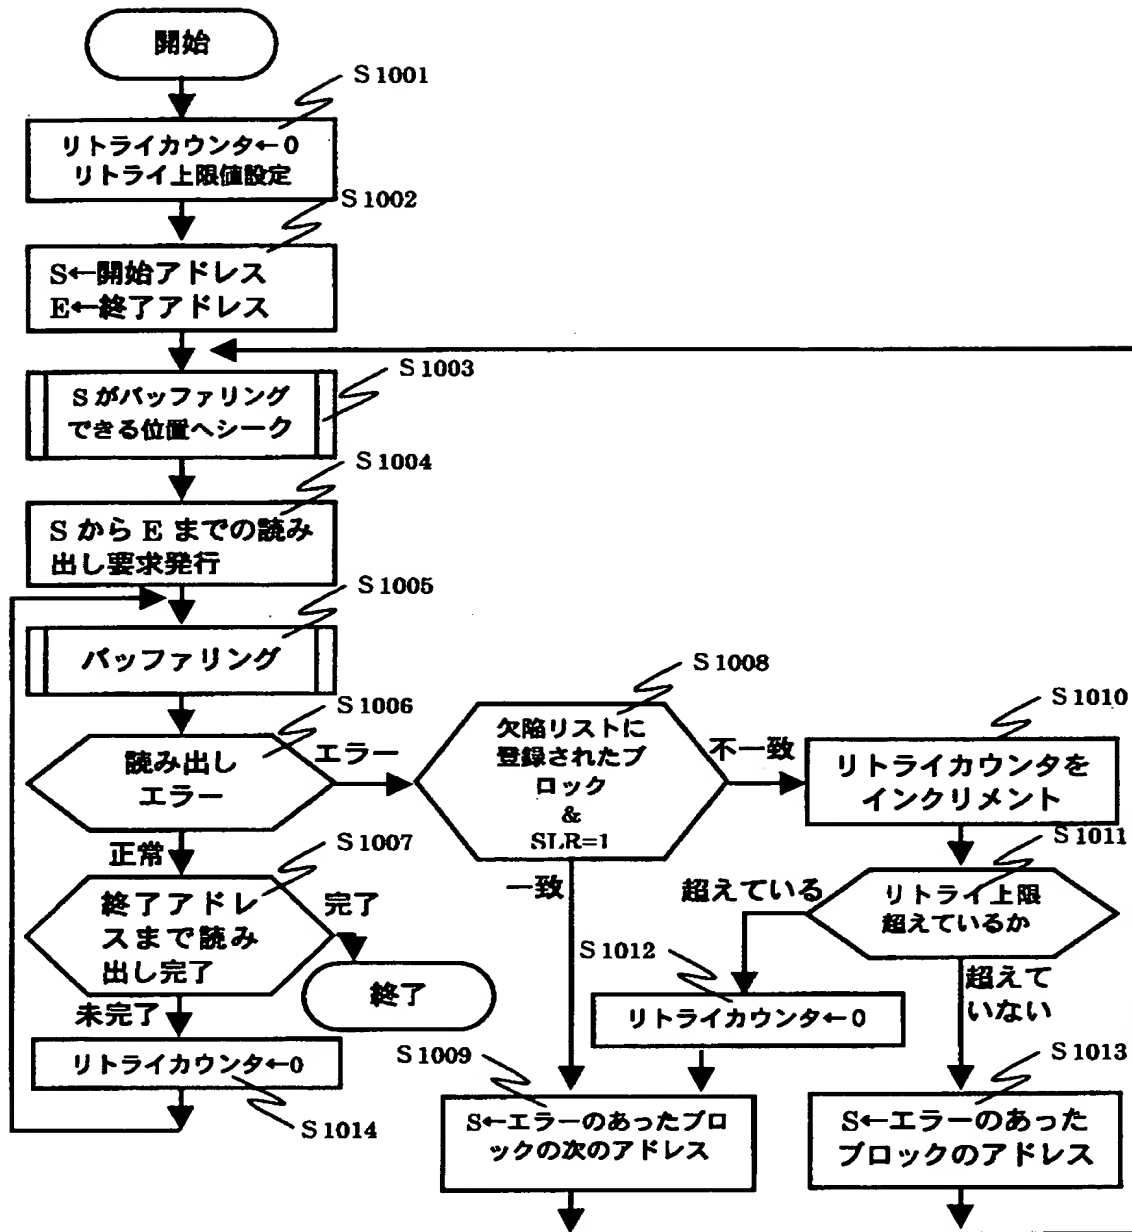 開始
S1001
リトライカウンタ←0
リトライ上限値設定
S1002
S←開始アドレス
E←終了アドレス
S1003
Sがバッファリング
できる位置へシーク
S1004
S から E までの読み
出し要求発行
S1005
バッファリング
S1006
読み出し
エラー
エラー
正常
S1007
終了アドレ
スまで読み
出し完了
完了
終了
未完了
リトライカウンタ←0
S1014
S1008
欠陥リストに
登録されたブ
ロック
&
SLR=1
不一致
一致
S1010
リトライカウンタを
インクリメント
S1011
リトライ上限
超えているか
超えている
超えて
いない
S1012
リトライカウンタ←0
S1009
S←エラーのあったブロ
ックの次のアドレス
S1013
S←エラーのあった
ブロックのアドレス